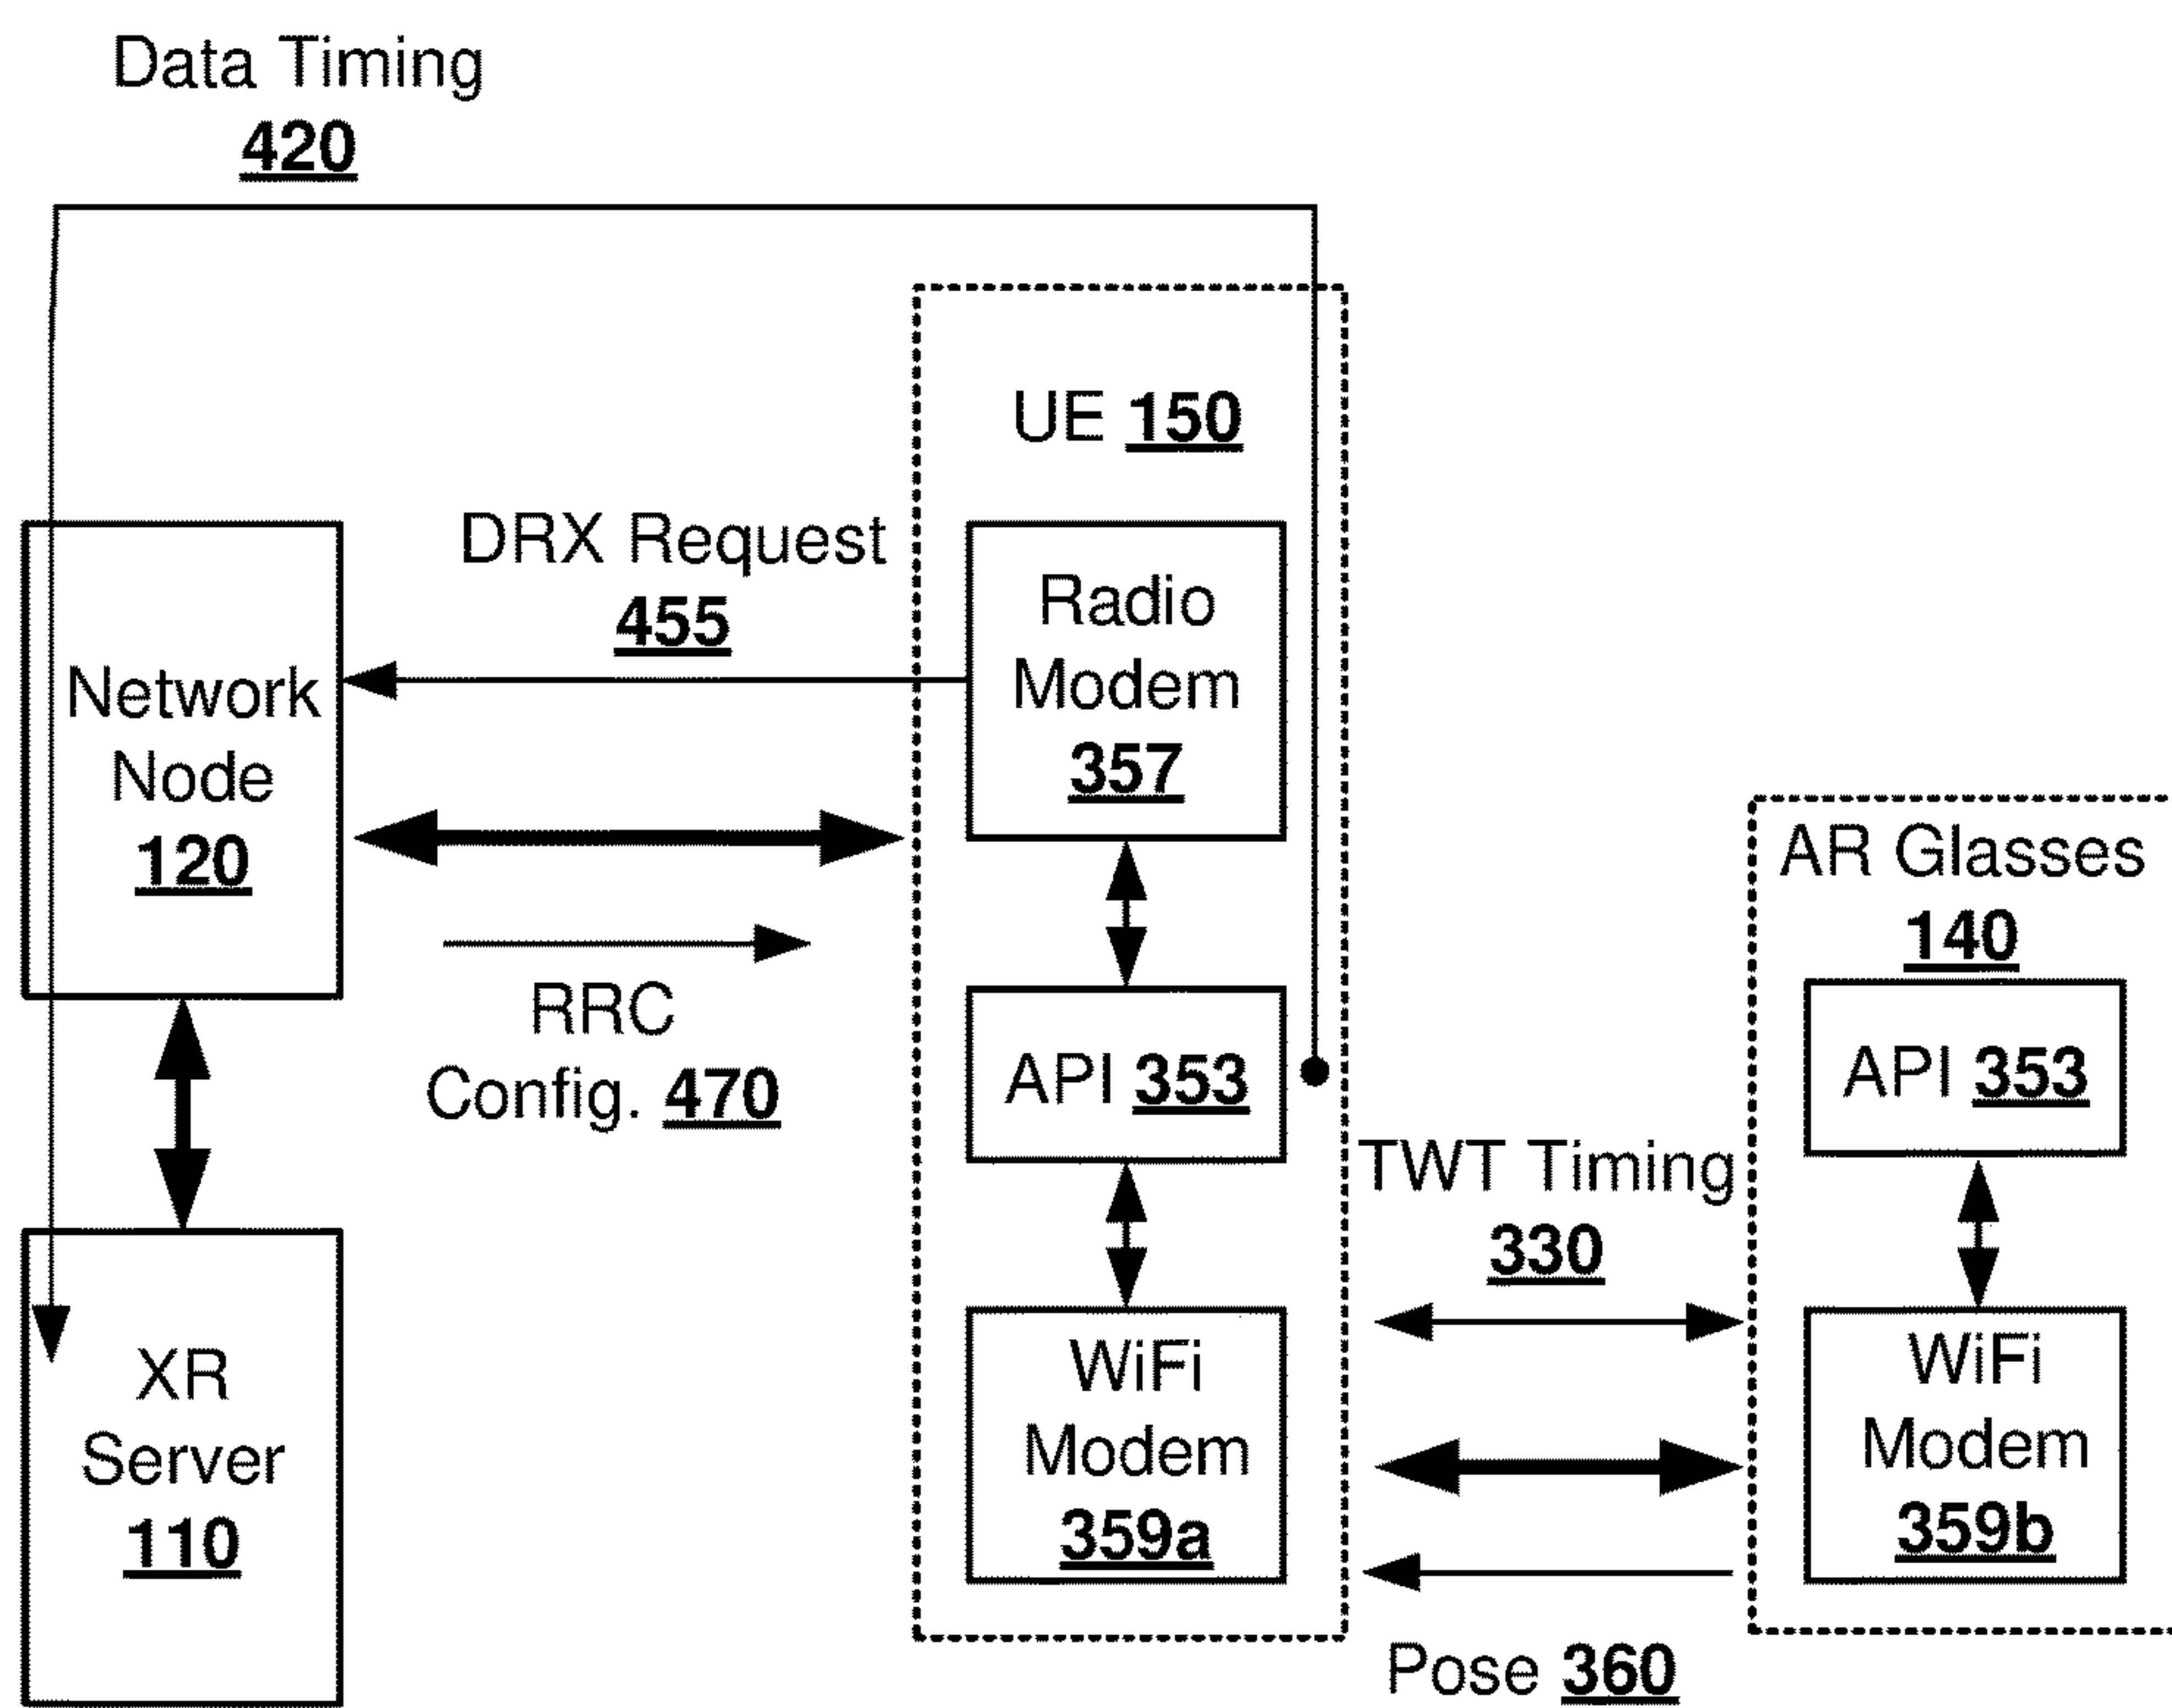 Data Timing
420
UE 150
DRX Request
455
Radio
Modem
357
Network
Node
120
RRC
Config. 470
API 353
AR Glasses
140
API 353
TWT Timing
330
XR
Server
110
WiFi
Modem
359a
WiFi
Modem
359b
Pose 360